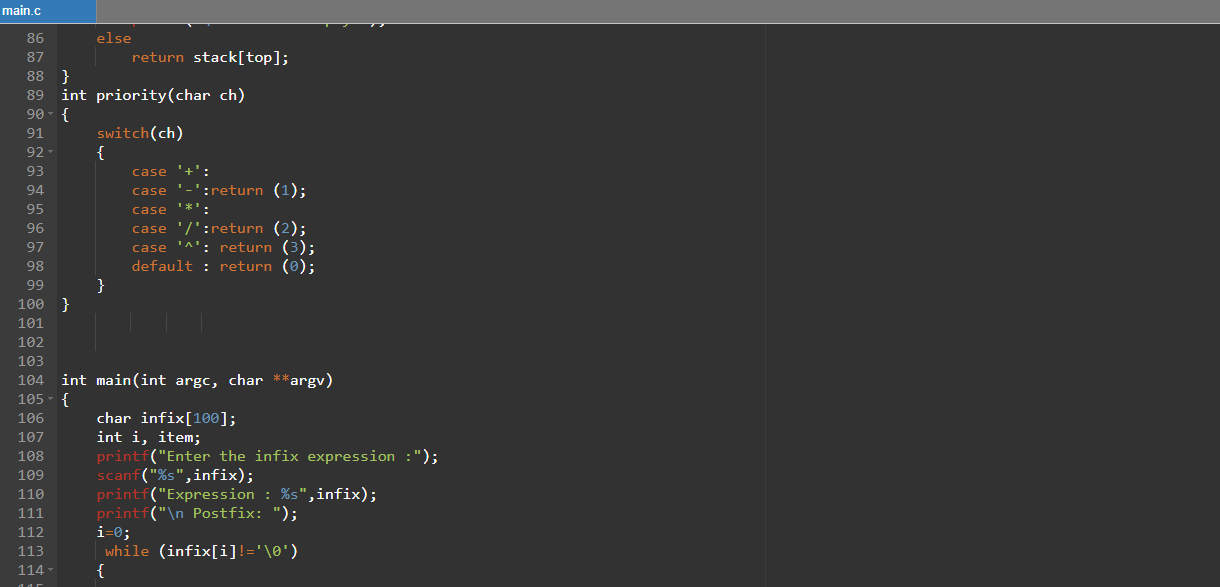 main.c
86 else
87 return stack[top];
88 }
89 int priority(char ch)
90 {
91 switch(ch)
92 {
93 case '+':
94 case '-':return (1);
95 case '*':
96 case '/':return (2);
97 case '^': return (3);
98 default : return (0);
99 }
100 }
101
102
103
104 int main(int argc, char **argv)
105 {
106 char infix[100];
107 int i, item;
108 printf("Enter the infix expression :");
109 scanf("%s",infix);
110 printf("Expression : %s",infix);
111 printf("\n Postfix: ");
112 i=0;
113 while (infix[i]!='\0')
114 {